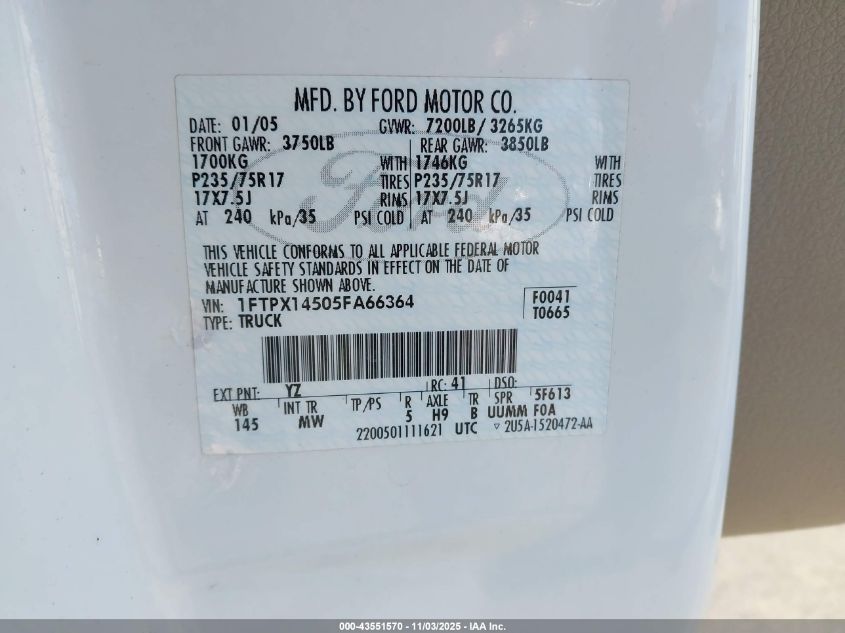 MFD. BY FORD MOTOR CO.
DATE: 01/05 GVWR: 7200LB/ 3265KG
FRONT GAWR: 3750LB REAR GAWR: 3850LB
1700KG WITH 1746KG WITH
P235/75R17 TIRES P235/75R17 TIRES
17X7.5J RIMS 17X7.5J RIMS
AT 240 kPa/35 PSI COLD AT 240 kPa/35 PSI COLD
THIS VEHICLE CONFORMS TO ALL APPLICABLE FEDERAL MOTOR
VEHICLE SAFETY STANDARDS IN EFFECT ON THE DATE OF
MANUFACTURE SHOWN ABOVE.
VIN: 1FTPX14505FA66364 F0041
TYPE: TRUCK T0665
EXT PNT: YZ RC: 41 DSO:
WB INT TR TP/PS R AXLE TR SPR 5F613
145 MW 5 H9 B UUMM F0A
2200501111621 UTC ▽ 2U5A-1520472-AA
Ford
000-43551570 - 11/03/2025 - IAA Inc.